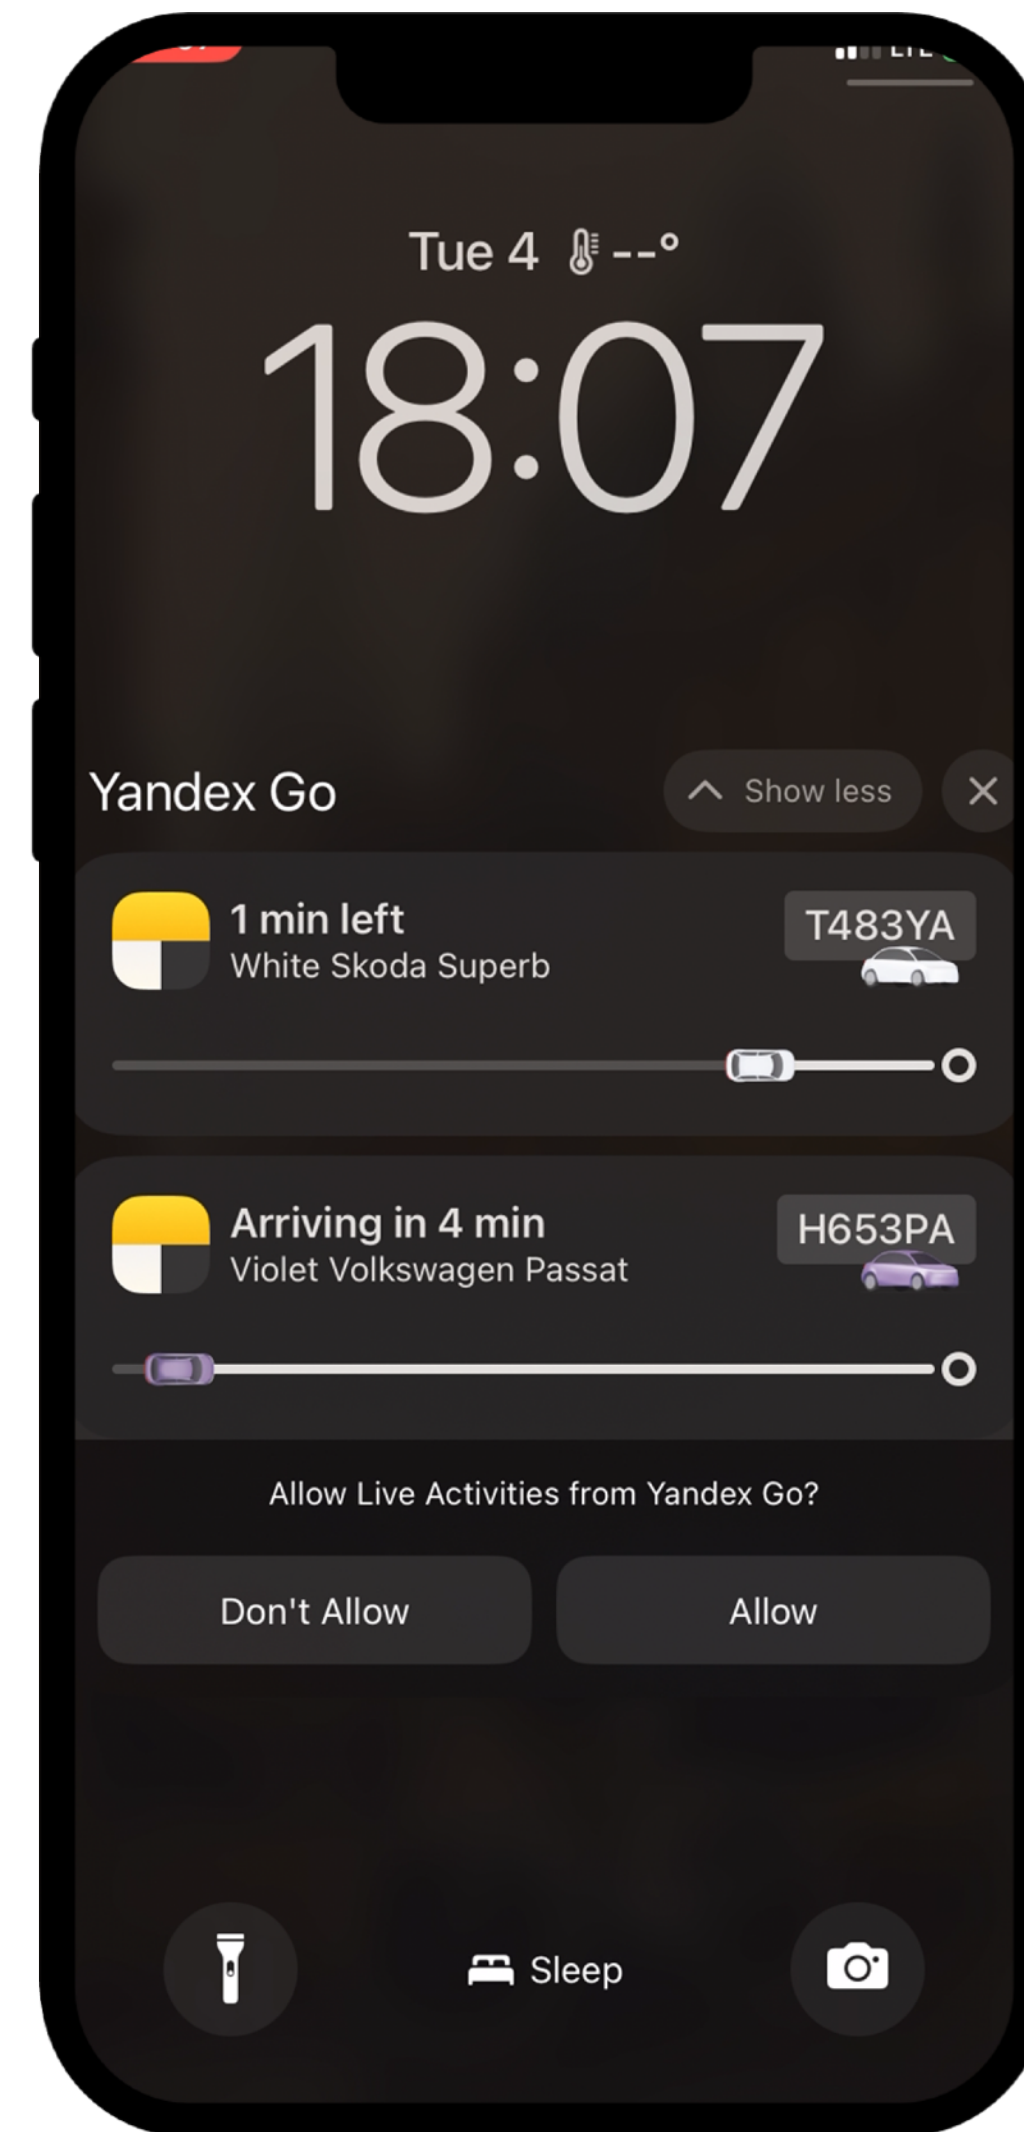 LTE
Tue 4 --°
18:07
Yandex Go
Show less
1 min left
T483YA
White Skoda Superb
Arriving in 4 min
H653PA
Violet Volkswagen Passat
Allow Live Activities from Yandex Go?
Don't Allow
Allow
Sleep